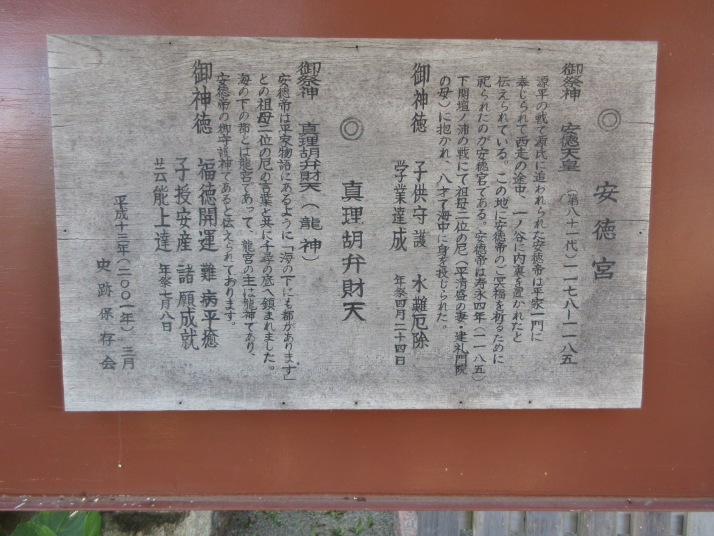 ◎ 安徳宮
御祭神 安徳天皇（第八十一代）一一七八ー一一八五
源平の戦で源氏に追われられた安徳帝は平家一門に
奉じられて西走の途中、一ノ谷に内裏を置かれたと
伝えられている。この地に安徳帝のご冥福を祈るために
祀られたのが安徳宮である。安徳帝は寿永四年（一一八五）
下関壇ノ浦の戦にて祖母二位の尼（平清盛の妻・建礼門院
の母）に抱かれ、八才で海中に身を投じられた。
御神徳 子供守護 水難厄除
学業達成 年祭四月二十四日
◎ 真理胡弁財天
御祭神 真理胡弁財天（龍神）
安徳帝は平家物語にあるように「海の下にも都があります」
との祖母二位の尼の言葉と共に千尋の底へ鎮まれました。
海の下の都とは龍宮であって、龍宮の主は龍神であり、
安徳帝の御守護神であると伝えられております。
御神徳 福徳開運 難病平癒
子授安産 諸願成就
芸能上達 年祭十月八日
平成十三年（二〇〇一年）三月
史跡保存会